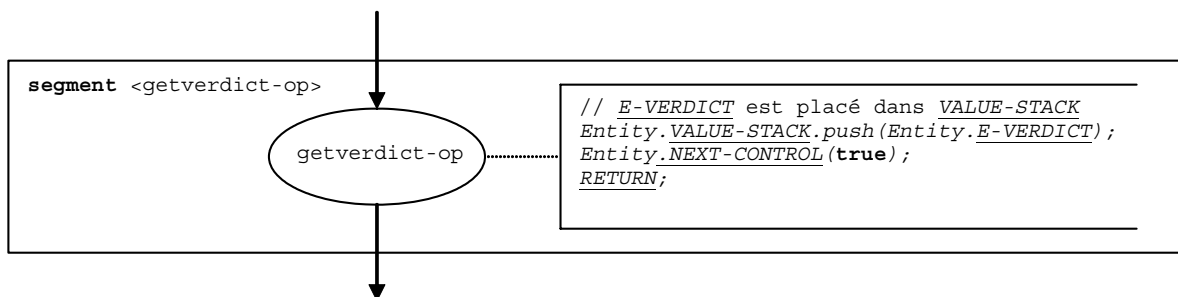 segment <getverdict-op>
getverdict-op
// E-VERDICT est placé dans VALUE-STACK
Entity.VALUE-STACK.push(Entity.E-VERDICT);
Entity.NEXT-CONTROL(true);
RETURN;